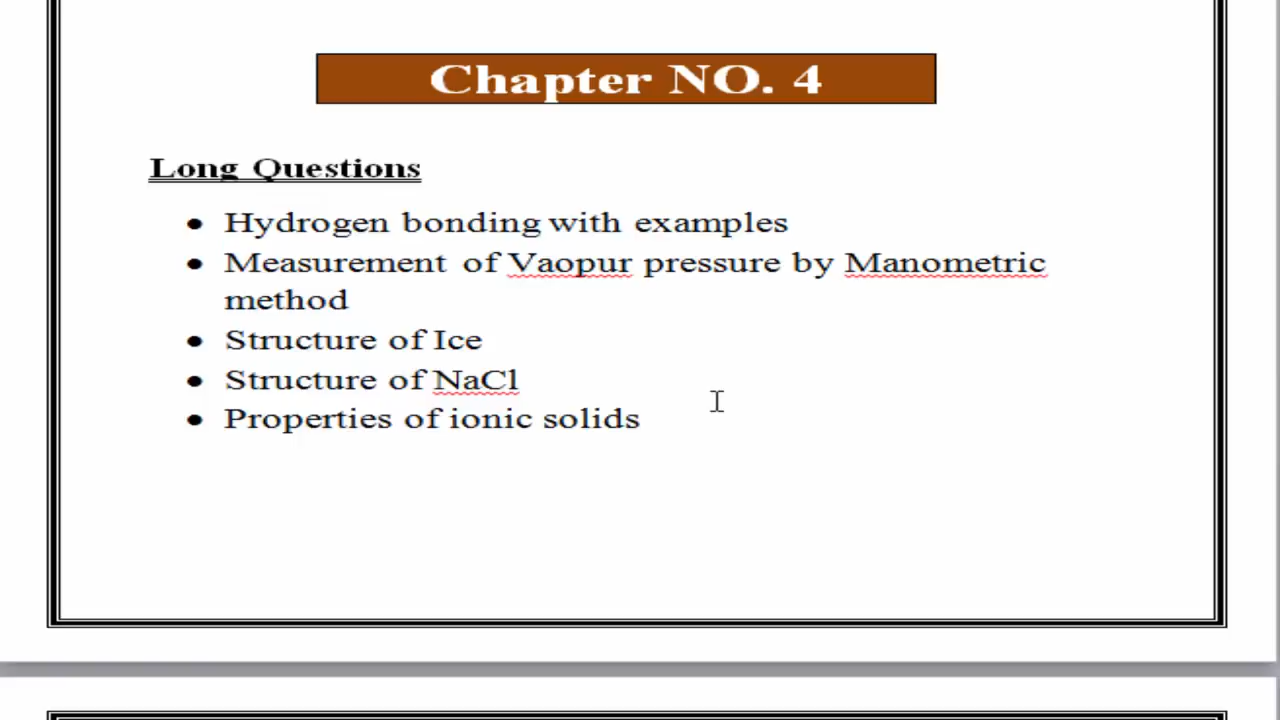 Chapter NO. 4
Long Questions
• Hydrogen bonding with examples
• Measurement of Vaopur pressure by Manometric
method
• Structure of Ice
• Structure of NaCl
• Properties of ionic solids